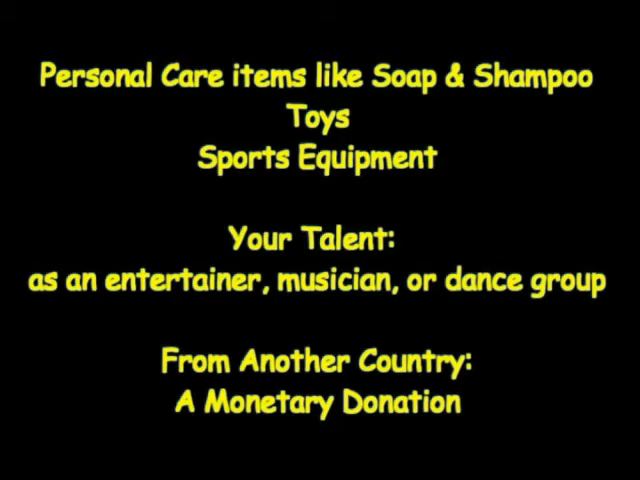 Personal Care items like Soap & Shampoo
Toys
Sports Equipment
Your Talent:
as an entertainer, musician, or dance group
From Another Country:
A Monetary Donation